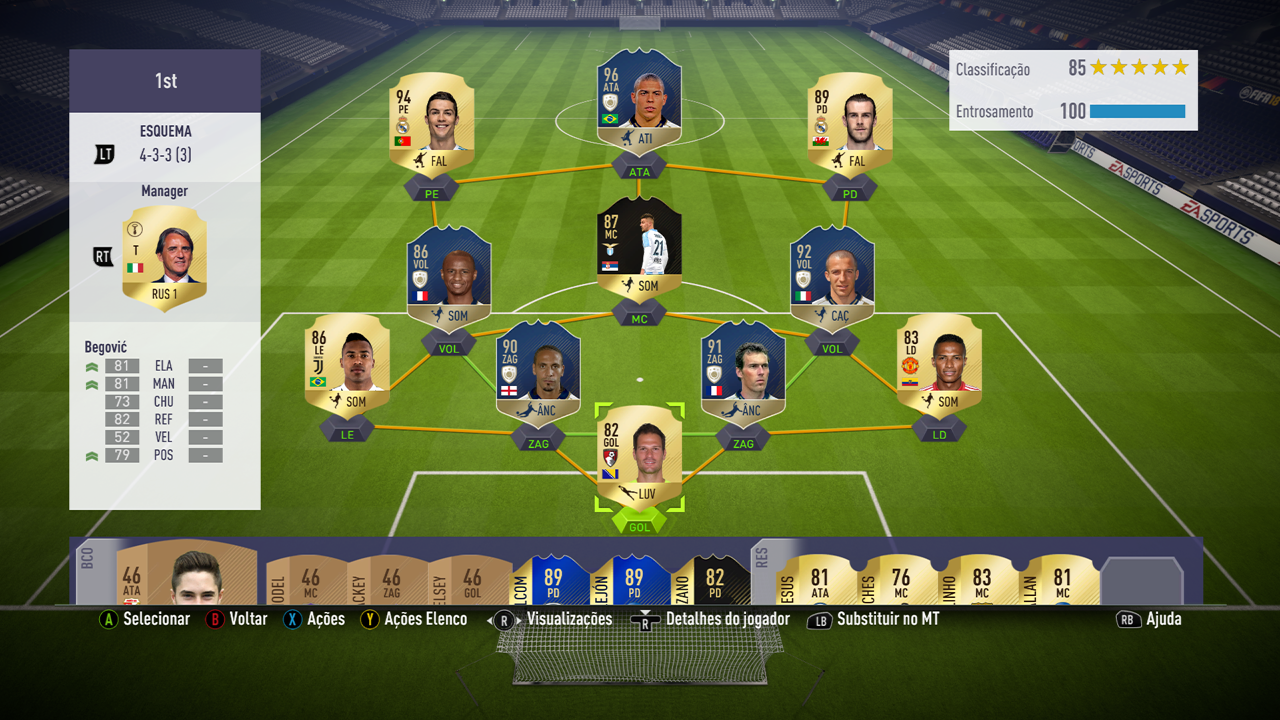 1st
ESQUEMA
LT
4-3-3 (3)
Manager
RT
T
RUS 1
Begović
81 ELA -
81 MAN -
73 CHU -
82 REF -
52 VEL -
79 POS -
Classificação 85
Entrosamento 100
EA SPORTS
EA SPORTS
94
PE
FAL
PE
96
ATA
ATI
ATA
89
PD
FAL
PD
86
VOL
SOM
VOL
87
MC
21
SOM
MC
92
VOL
CAÇ
VOL
86
LE
SOM
LE
90
ZAG
ÂNC
ZAG
91
ZAG
ÂNC
ZAG
83
LD
SOM
LD
82
GOL
LUV
GOL
BCO
46
ATA
46
MC
46
ZAG
46
GOL
89
PD
89
PD
82
PD
RES
81
ATA
76
MC
83
MC
81
MC
A Selecionar B Voltar X Ações Y Ações Elenco R Visualizações R Detalhes do jogador LB Substituir no MT RB Ajuda